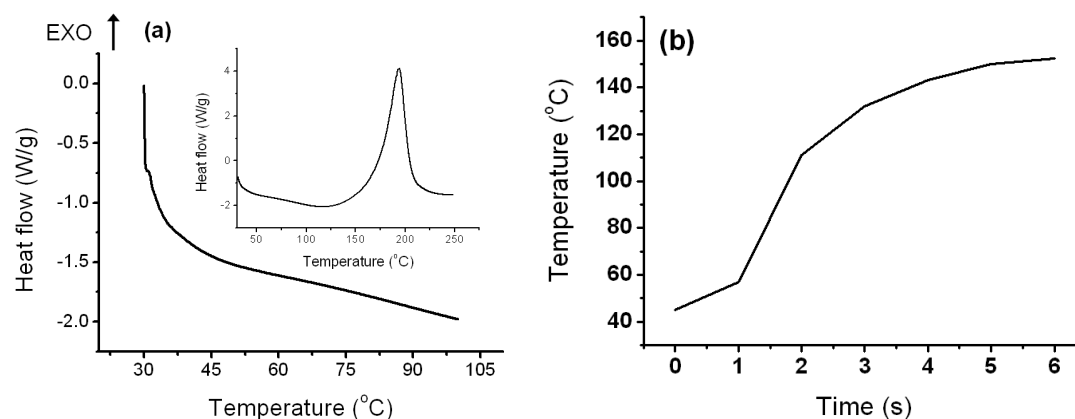 EXO (a)
0.0
-0.5
-1.0
-1.5
-2.0
Heat flow (W/g)
30 45 60 75 90 105
Temperature (°C)
4
2
0
-2
Heat flow (W/g)
50 100 150 200 250
Temperature (°C)
(b)
160
140
120
100
80
60
40
Temperature (°C)
0 1 2 3 4 5 6
Time (s)